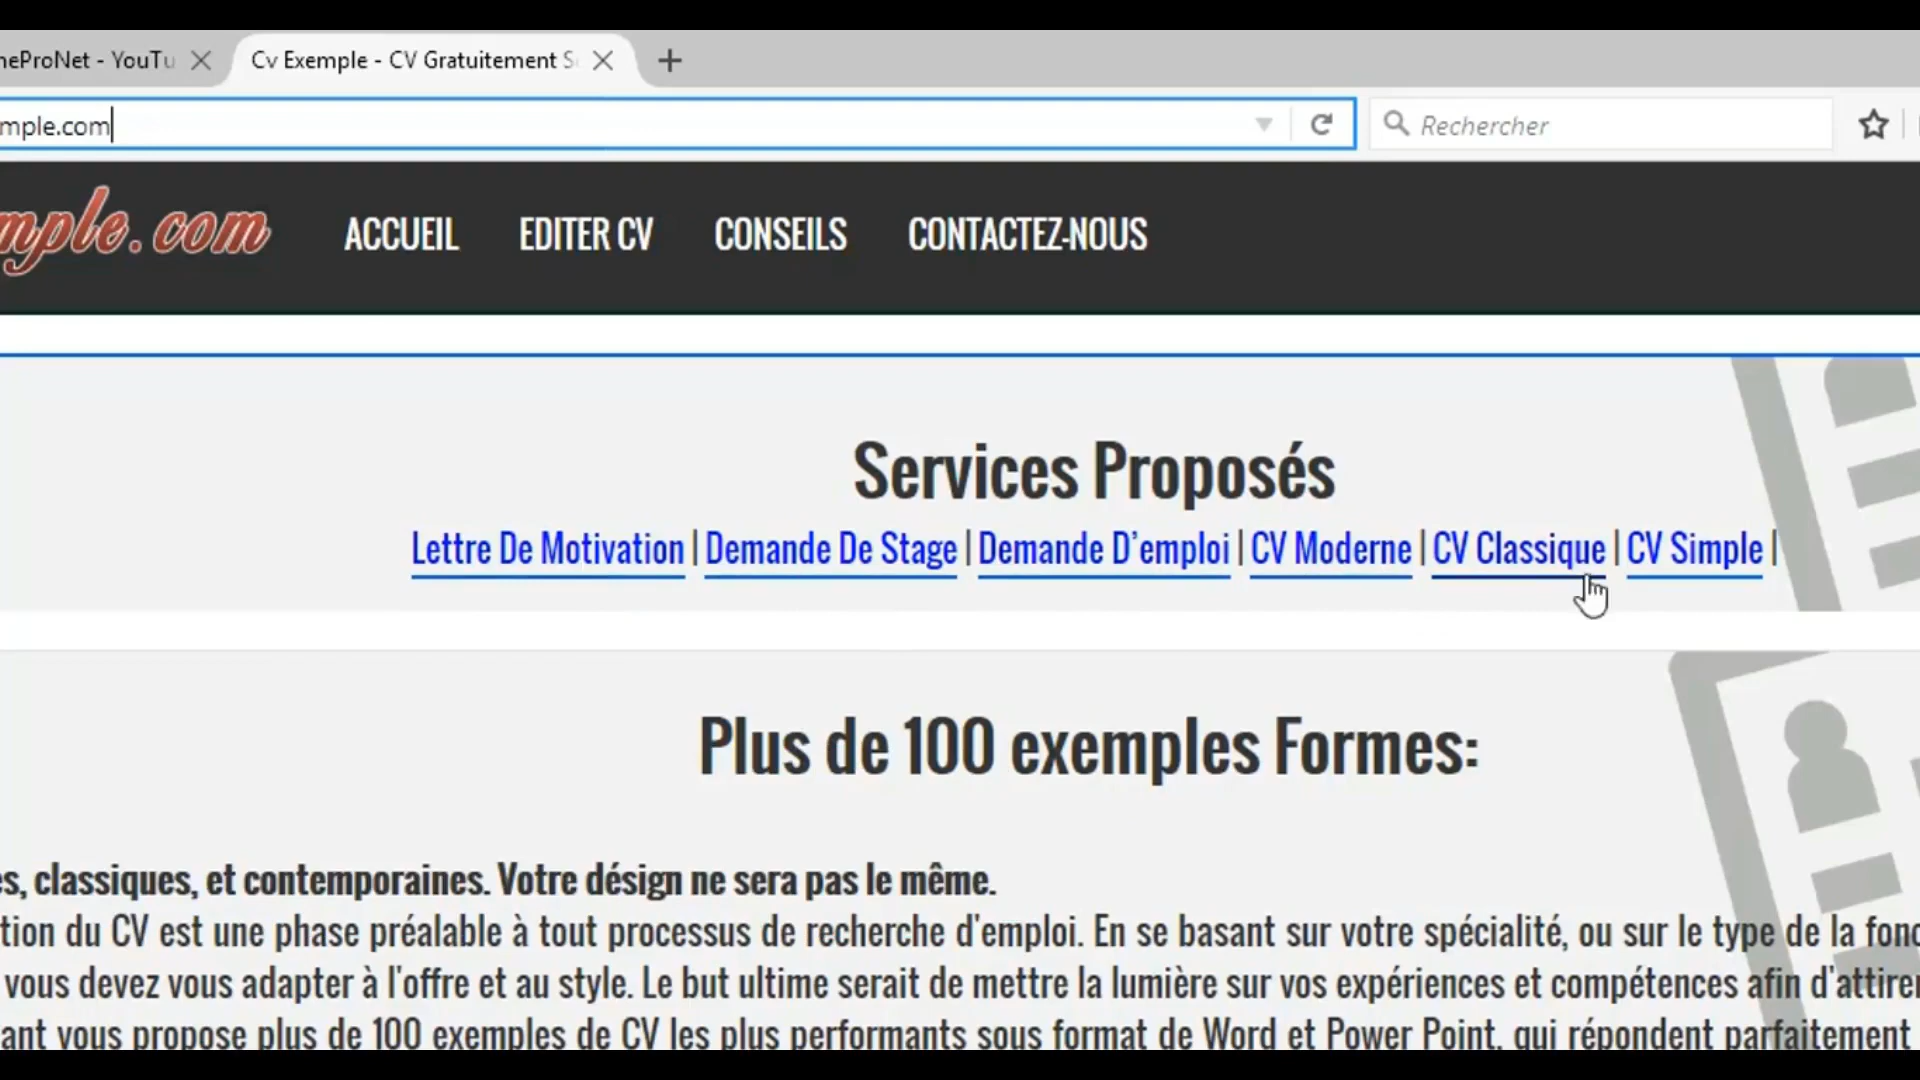 neProNet - YouTu
Cv Exemple - CV Gratuitement S
mple.com
Rechercher
mple.com
ACCUEIL EDITER CV CONSEILS CONTACTEZ-NOUS
Services Proposés
Lettre De Motivation | Demande De Stage | Demande D'emploi | CV Moderne | CV Classique | CV Simple |
Plus de 100 exemples Formes:
s, classiques, et contemporaines. Votre désign ne sera pas le même.
tion du CV est une phase préalable à tout processus de recherche d'emploi. En se basant sur votre spécialité, ou sur le type de la fonc
vous devez vous adapter à l'offre et au style. Le but ultime serait de mettre la lumière sur vos expériences et compétences afin d'attirer
ant vous propose plus de 100 exemples de CV les plus performants sous format de Word et Power Point, qui répondent parfaitement